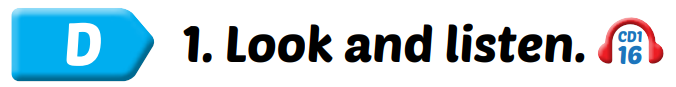 D 1. Look and listen. CD1
16